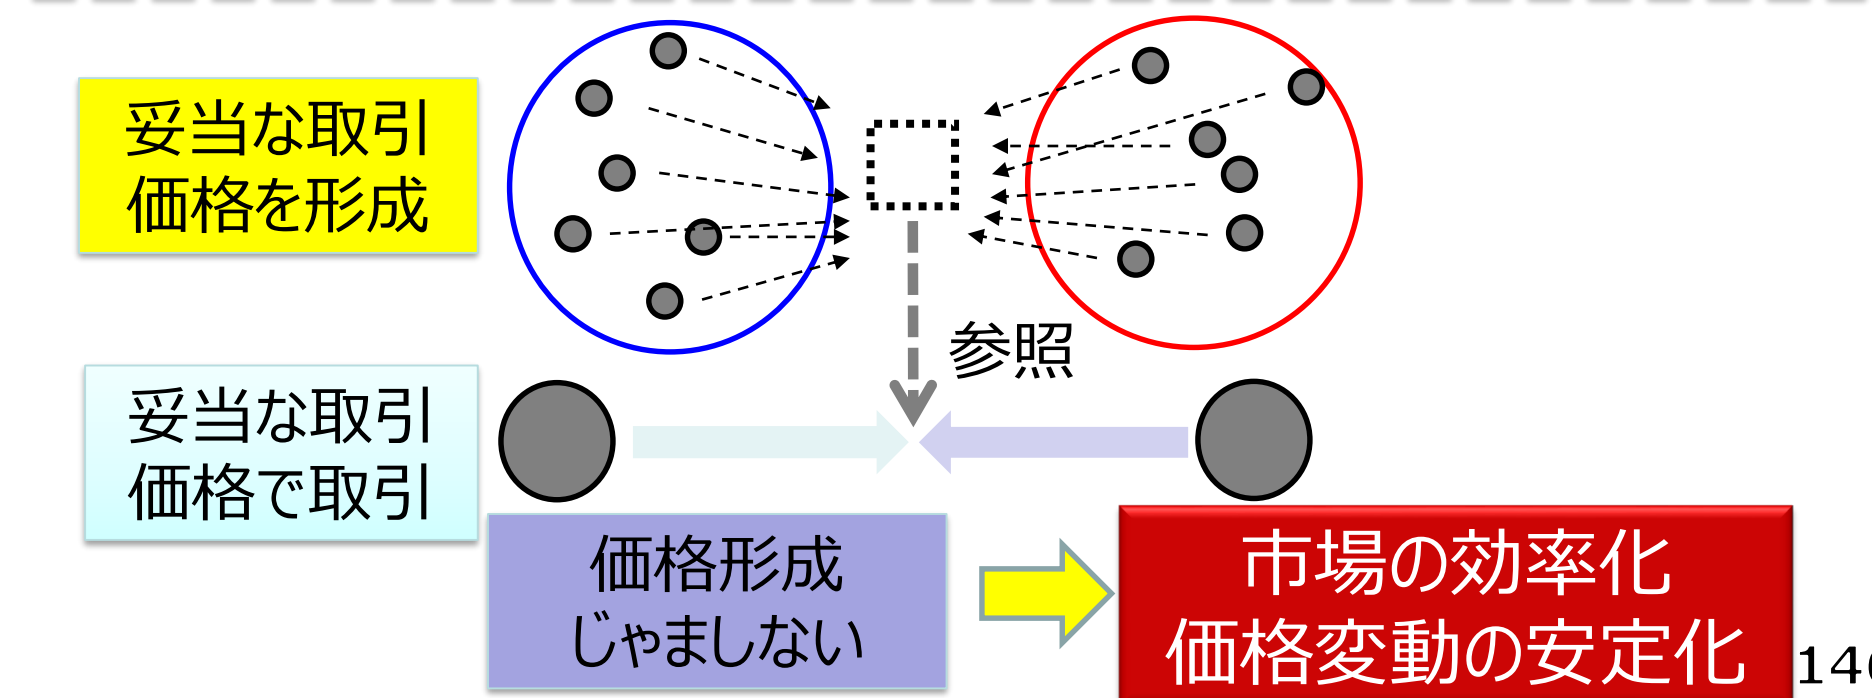 妥当な取引
価格を形成
参照
妥当な取引
価格で取引
価格形成
じゃましない
市場の効率化
価格変動の安定化